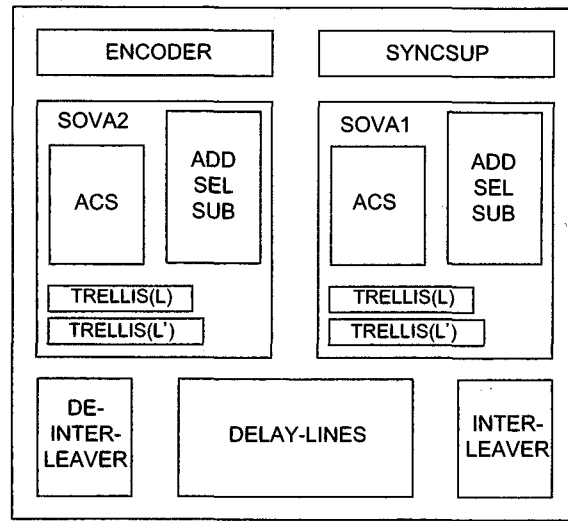 ENCODER
SYNCSUP
SOVA2
ACS
ADD
SEL
SUB
TRELLIS(L)
TRELLIS(L')
SOVA1
ACS
ADD
SEL
SUB
TRELLIS(L)
TRELLIS(L')
DE-
INTER-
LEAVER
DELAY-LINES
INTER-
LEAVER